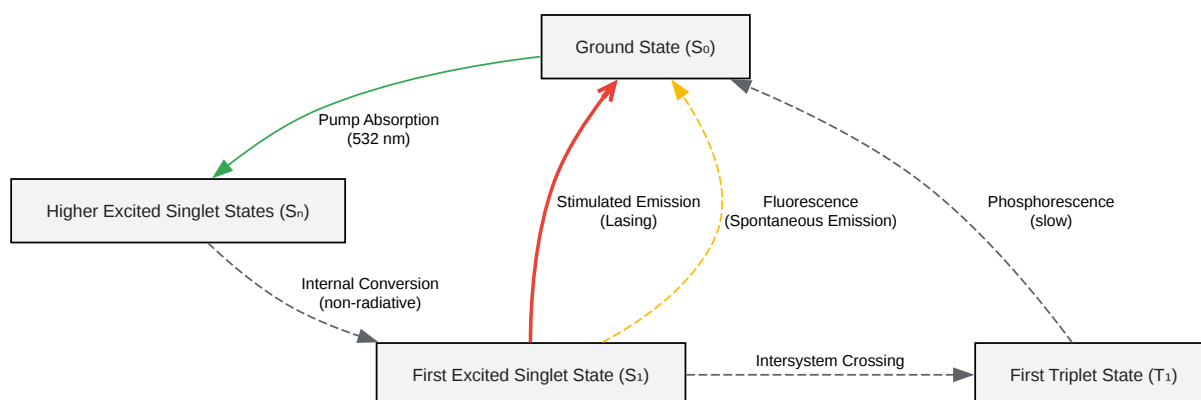 Ground State (S₀)
Pump Absorption
(532 nm)
Higher Excited Singlet States (Sₙ)
Stimulated Emission
(Lasing)
Fluorescence
(Spontaneous Emission)
Phosphorescence
(slow)
Internal Conversion
(non-radiative)
First Excited Singlet State (S₁)
Intersystem Crossing
First Triplet State (T₁)